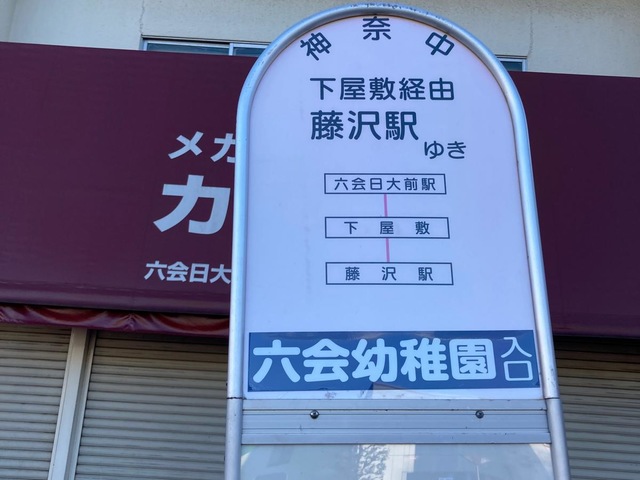 神奈中
下屋敷経由
藤沢駅ゆき
六会日大前駅
下屋敷
藤沢駅
六会幼稚園入口
メガ
カ
六会日大